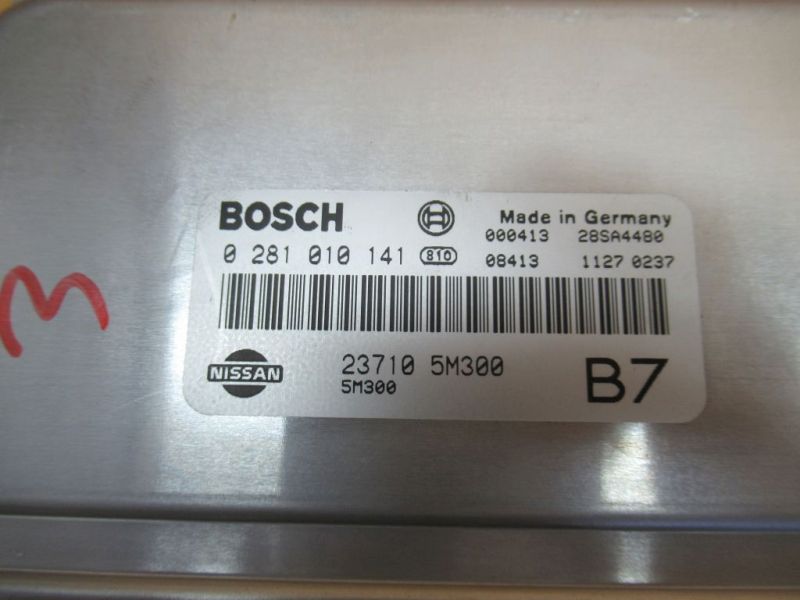 BOSCH Made in Germany
000413 28SA4480
0 281 010 141 810 08413 1127 0237
NISSAN 23710 5M300 B7
5M300